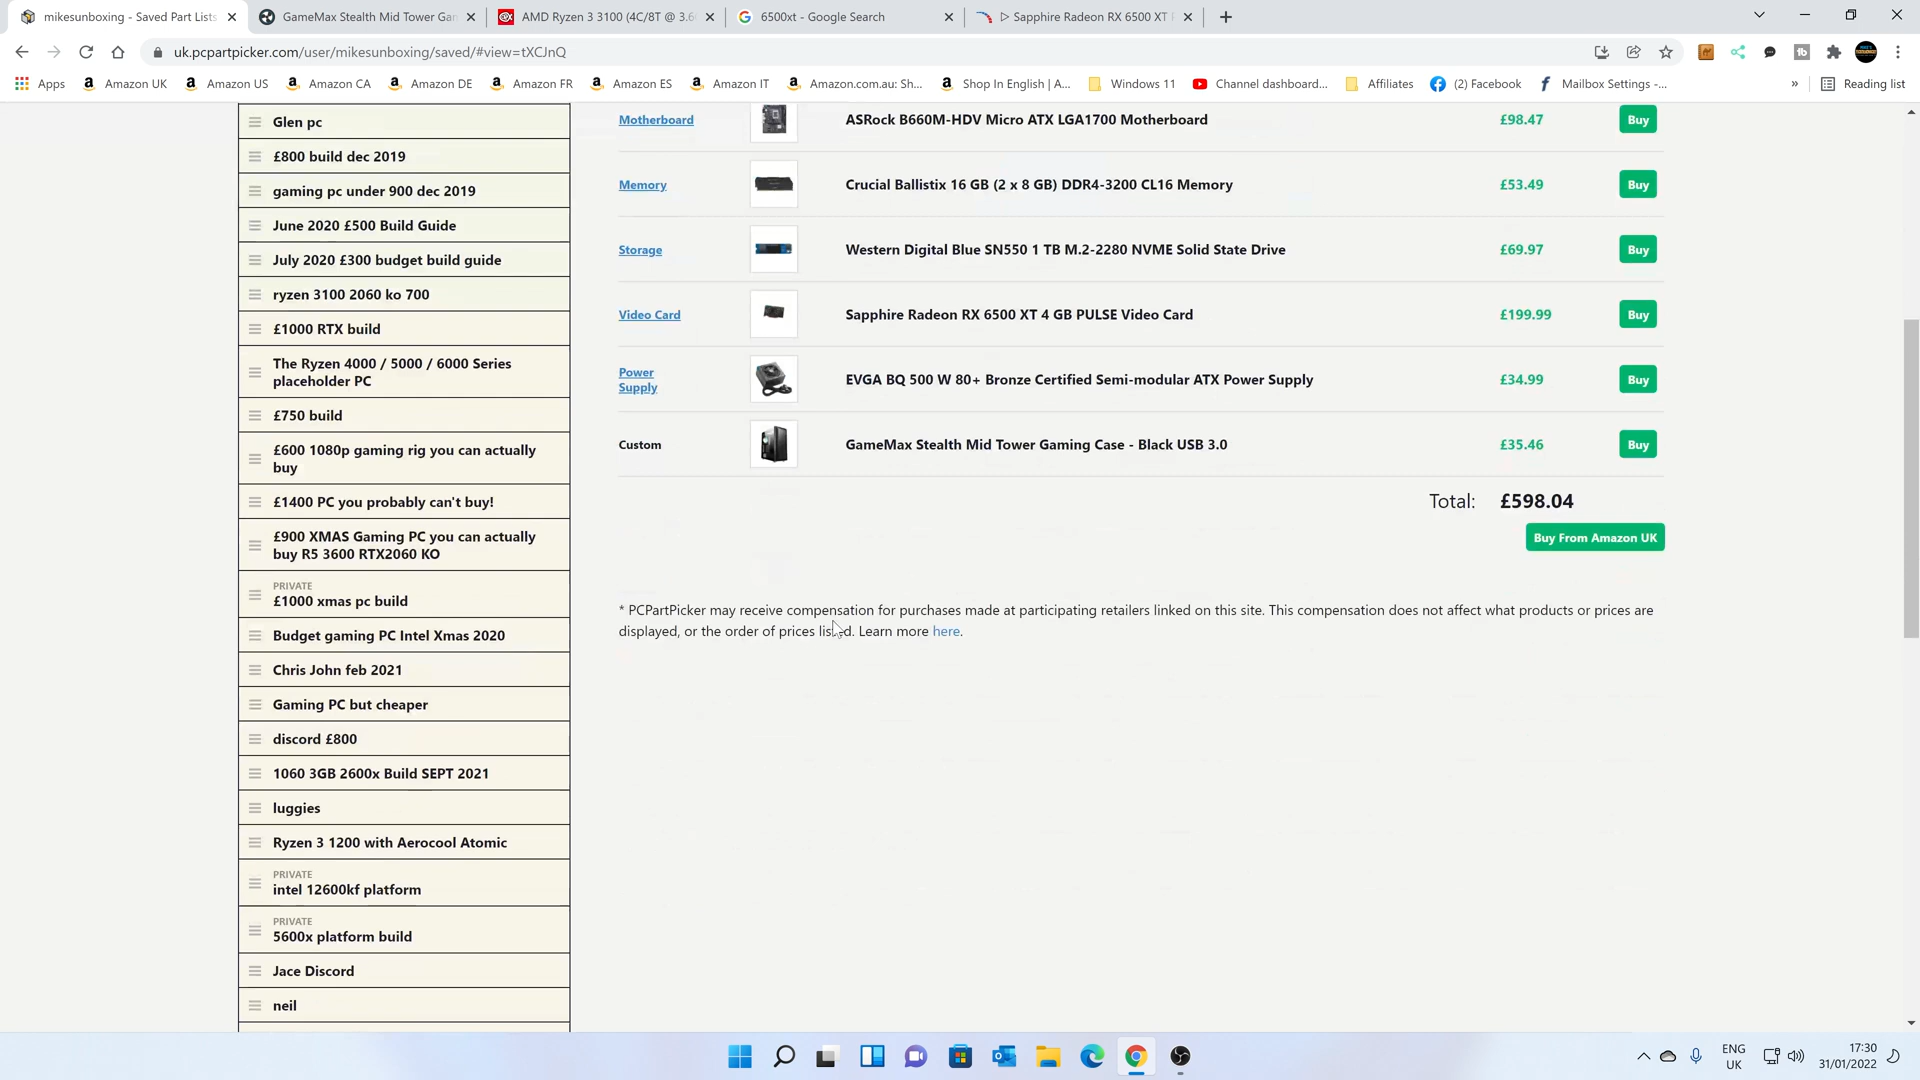 mikesunboxing - Saved Part Lists
GameMax Stealth Mid Tower Gam
AMD Ryzen 3 3100 (4C/8T @ 3.6
6500xt - Google Search
▷ Sapphire Radeon RX 6500 XT
uk.pcpartpicker.com/user/mikesunboxing/saved/#view=tXCJnQ
Apps
Amazon UK
Amazon US
Amazon CA
Amazon DE
Amazon FR
Amazon ES
Amazon IT
Amazon.com.au: Sh...
Shop In English | A...
Windows 11
Channel dashboard...
Affiliates
(2) Facebook
Mailbox Settings -...
»
Reading list
Glen pc
£800 build dec 2019
gaming pc under 900 dec 2019
June 2020 £500 Build Guide
July 2020 £300 budget build guide
ryzen 3100 2060 ko 700
£1000 RTX build
The Ryzen 4000 / 5000 / 6000 Series
placeholder PC
£750 build
£600 1080p gaming rig you can actually
buy
£1400 PC you probably can't buy!
£900 XMAS Gaming PC you can actually
buy R5 3600 RTX2060 KO
PRIVATE
£1000 xmas pc build
Budget gaming PC Intel Xmas 2020
Chris John feb 2021
Gaming PC but cheaper
discord £800
1060 3GB 2600x Build SEPT 2021
luggies
Ryzen 3 1200 with Aerocool Atomic
PRIVATE
intel 12600kf platform
PRIVATE
5600x platform build
Jace Discord
neil
Motherboard ASRock B660M-HDV Micro ATX LGA1700 Motherboard £98.47 Buy
Memory Crucial Ballistix 16 GB (2 x 8 GB) DDR4-3200 CL16 Memory £53.49 Buy
Storage Western Digital Blue SN550 1 TB M.2-2280 NVME Solid State Drive £69.97 Buy
Video Card Sapphire Radeon RX 6500 XT 4 GB PULSE Video Card £199.99 Buy
Power
Supply EVGA BQ 500 W 80+ Bronze Certified Semi-modular ATX Power Supply £34.99 Buy
Custom GameMax Stealth Mid Tower Gaming Case - Black USB 3.0 £35.46 Buy
Total: £598.04
Buy From Amazon UK
* PCPartPicker may receive compensation for purchases made at participating retailers linked on this site. This compensation does not affect what products or prices are
displayed, or the order of prices listed. Learn more here.
ENG
UK
17:30
31/01/2022